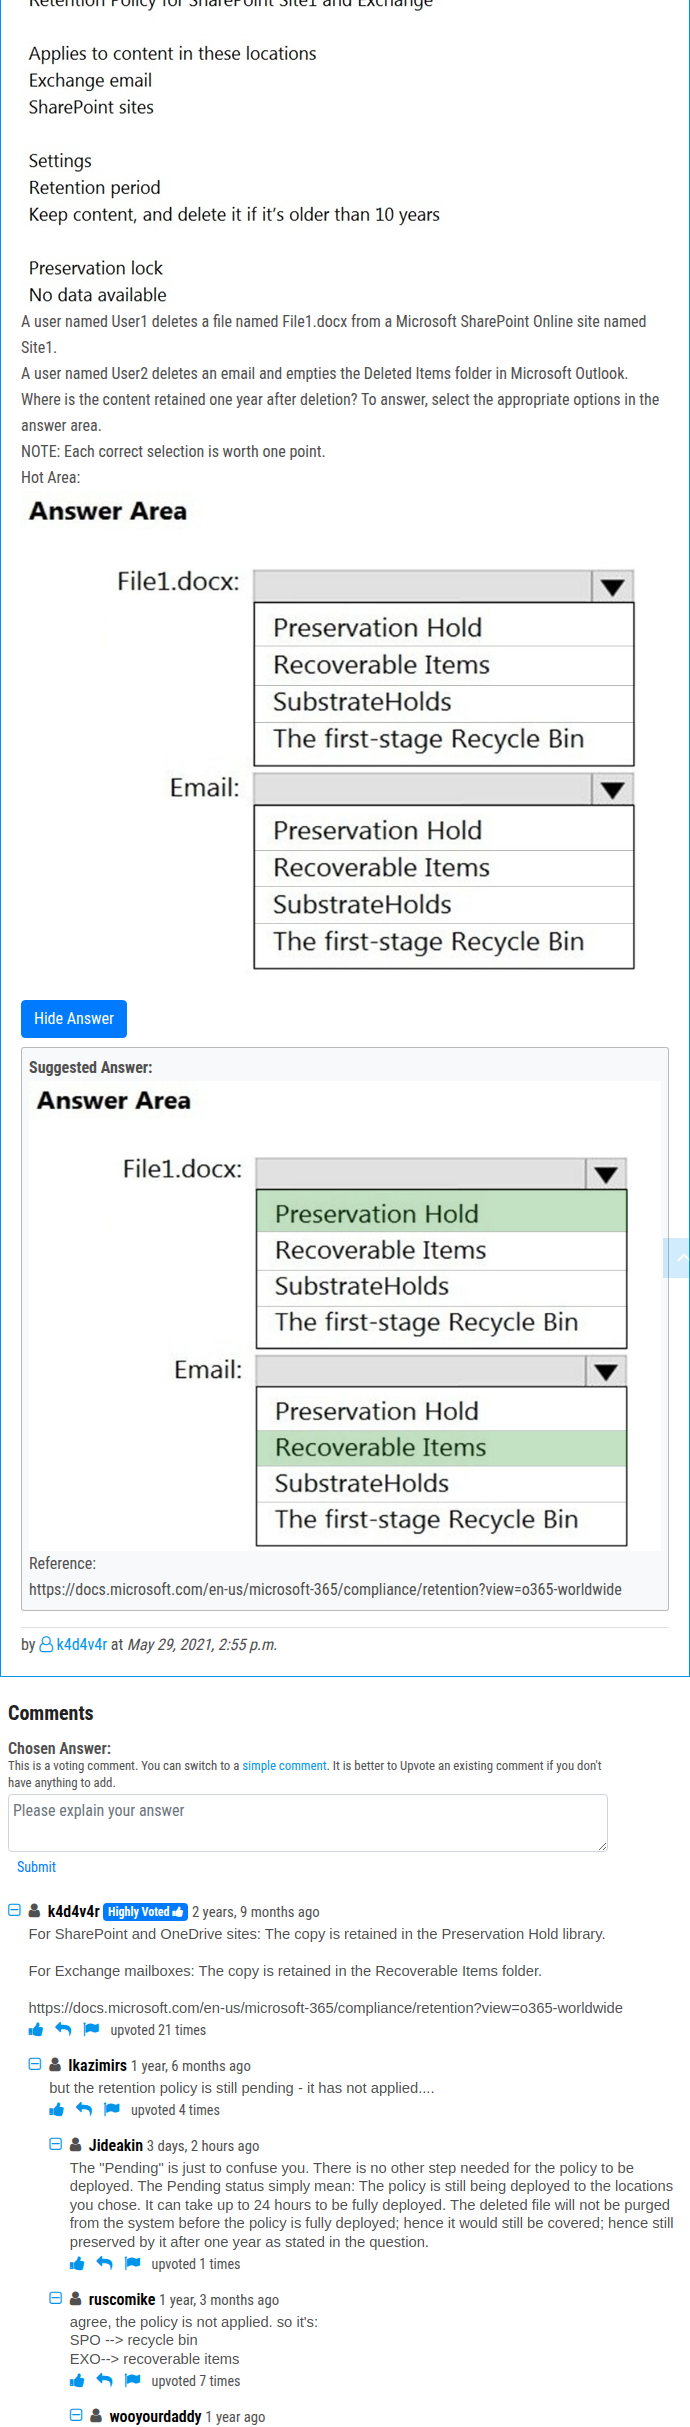 Retention Policy for SharePoint Site1 and Exchange
Applies to content in these locations
Exchange email
SharePoint sites
Settings
Retention period
Keep content, and delete it if it's older than 10 years
Preservation lock
No data available
A user named User1 deletes a file named File1.docx from a Microsoft SharePoint Online site named
Site1.
A user named User2 deletes an email and empties the Deleted Items folder in Microsoft Outlook.
Where is the content retained one year after deletion? To answer, select the appropriate options in the
answer area.
NOTE: Each correct selection is worth one point.
Hot Area:
Answer Area
File1.docx:
Preservation Hold
Recoverable Items
SubstrateHolds
The first-stage Recycle Bin
Email:
Preservation Hold
Recoverable Items
SubstrateHolds
The first-stage Recycle Bin
Hide Answer
Suggested Answer:
Answer Area
File1.docx:
Preservation Hold
Recoverable Items
SubstrateHolds
The first-stage Recycle Bin
Email:
Preservation Hold
Recoverable Items
SubstrateHolds
The first-stage Recycle Bin
Reference:
https://docs.microsoft.com/en-us/microsoft-365/compliance/retention?view=o365-worldwide
by k4d4v4r at May 29, 2021, 2:55 p.m.
Comments
Chosen Answer:
This is a voting comment. You can switch to a simple comment. It is better to Upvote an existing comment if you don't
have anything to add.
Please explain your answer
Submit
k4d4v4r Highly Voted 2 years, 9 months ago
For SharePoint and OneDrive sites: The copy is retained in the Preservation Hold library.
For Exchange mailboxes: The copy is retained in the Recoverable Items folder.
https://docs.microsoft.com/en-us/microsoft-365/compliance/retention?view=o365-worldwide
upvoted 21 times
lkazimirs 1 year, 6 months ago
but the retention policy is still pending - it has not applied....
upvoted 4 times
Jideakin 3 days, 2 hours ago
The "Pending" is just to confuse you. There is no other step needed for the policy to be
deployed. The Pending status simply mean: The policy is still being deployed to the locations
you chose. It can take up to 24 hours to be fully deployed. The deleted file will not be purged
from the system before the policy is fully deployed; hence it would still be covered; hence still
preserved by it after one year as stated in the question.
upvoted 1 times
ruscomike 1 year, 3 months ago
agree, the policy is not applied. so it's:
SPO --> recycle bin
EXO--> recoverable items
upvoted 7 times
wooyourdaddy 1 year ago